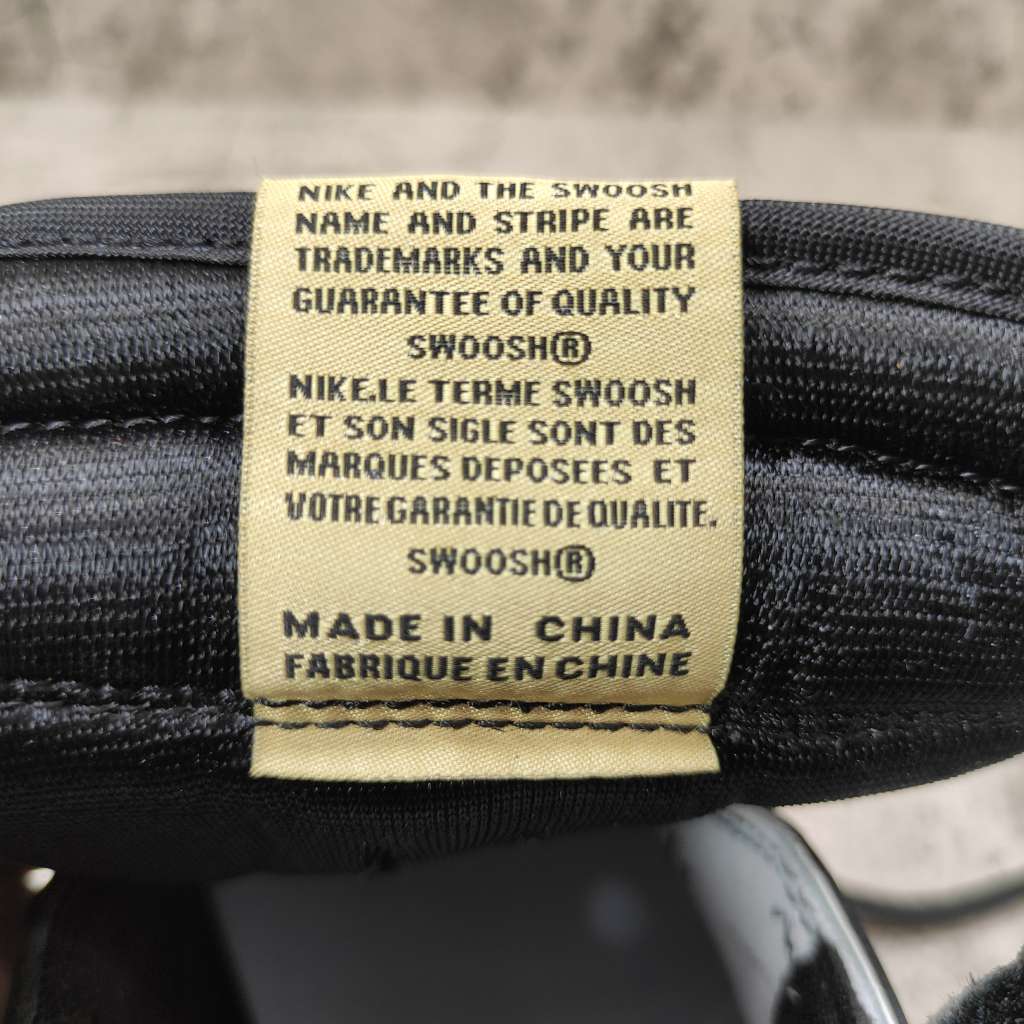 NIKE AND THE SWOOSH
NAME AND STRIPE ARE
TRADEMARKS AND YOUR
GUARANTEE OF QUALITY
SWOOSH®
NIKE.LE TERME SWOOSH
ET SON SIGLE SONT DES
MARQUES DEPOSEES ET
VOTRE GARANTIE DE QUALITE.
SWOOSH®
MADE IN CHINA
FABRIQUE EN CHINE